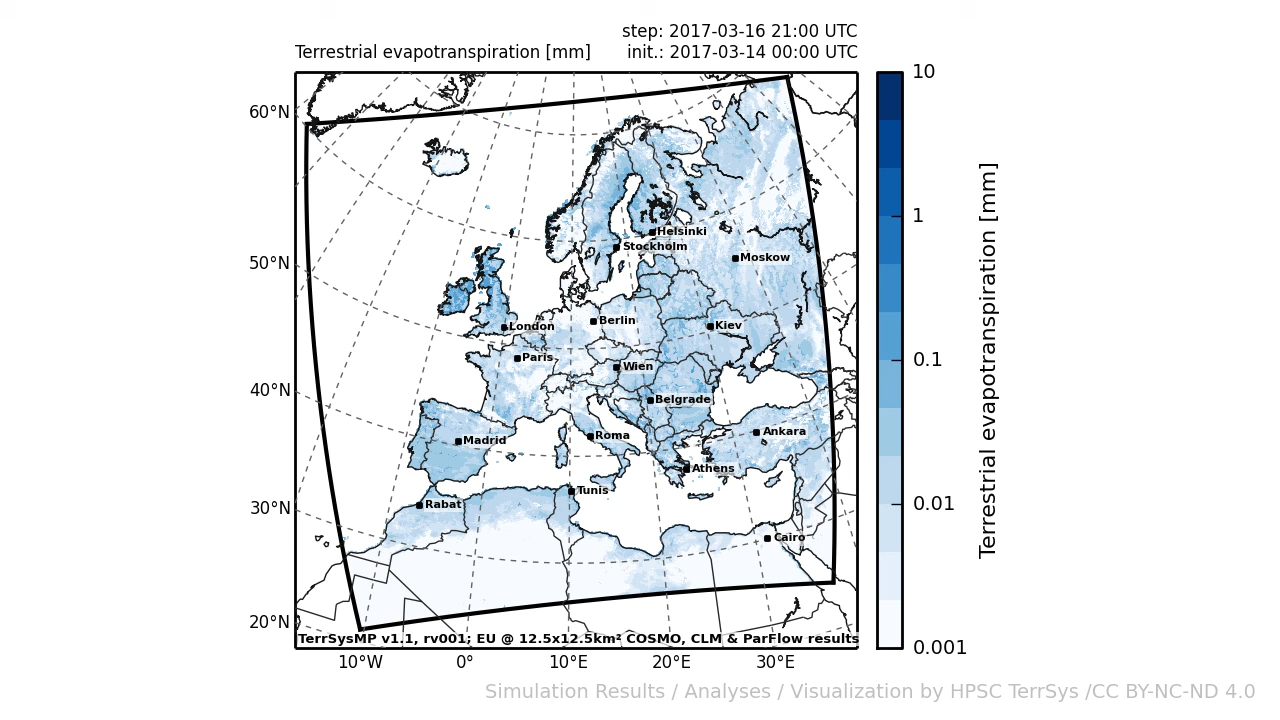 step: 2017-03-16 21:00 UTC
Terrestrial evapotranspiration [mm] init.: 2017-03-14 00:00 UTC
10
1
0.1
0.01
0.001
Terrestrial evapotranspiration [mm]
60°N
50°N
40°N
30°N
20°N
Helsinki
Stockholm
Moskow
London
Berlin
Kiev
Paris
Wien
Belgrade
Madrid
Roma
Ankara
Athens
Tunis
Rabat
Cairo
TerrSysMP v1.1, rv001; EU @ 12.5x12.5km² COSMO, CLM & ParFlow results
10°W 0° 10°E 20°E 30°E
Simulation Results / Analyses / Visualization by HPSC TerrSys /CC BY-NC-ND 4.0